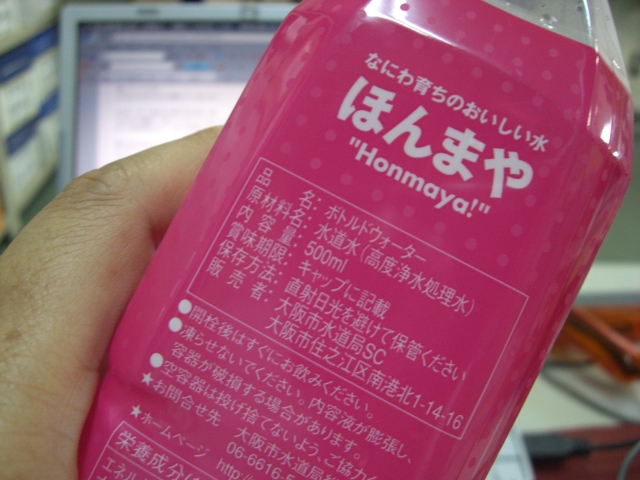 なにわ育ちのおいしい水
ほんまや
"Honmaya!"
品名：ボトルドウォーター
原材料名：水道水（高度浄水処理水）
内容量：500ml
賞味期限：キャップに記載
保存方法：直射日光を避けて保管ください
販売者：大阪市水道局SC
大阪市住之江区南港北1-14-16
●開栓後はすぐにお飲みください。
●凍らせないでください。内容液が膨張し、
容器が破損する場合があります。
●空容器は投げ捨てないよう、ご協力く
★お問合せ先 大阪市水道局
06-6616-5
★ホームページ http:/
栄養成分
エネル